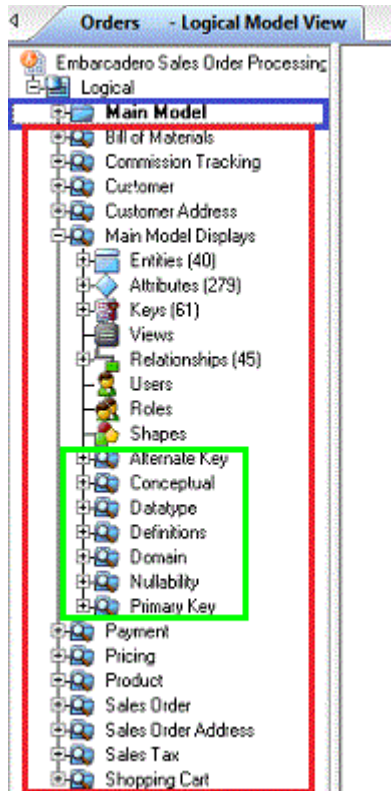 Orders - Logical Model View
Embarcadero Sales Order Processing
Logical
Main Model
Bill of Materials
Commission Tracking
Customer
Customer Address
Main Model Displays
Entities (40)
Attributes (279)
Keys (61)
Views
Relationships (45)
Users
Roles
Shapes
Alternate Key
Conceptual
Datatype
Definitions
Domain
Nullability
Primary Key
Payment
Pricing
Product
Sales Order
Sales Order Address
Sales Tax
Shopping Cart